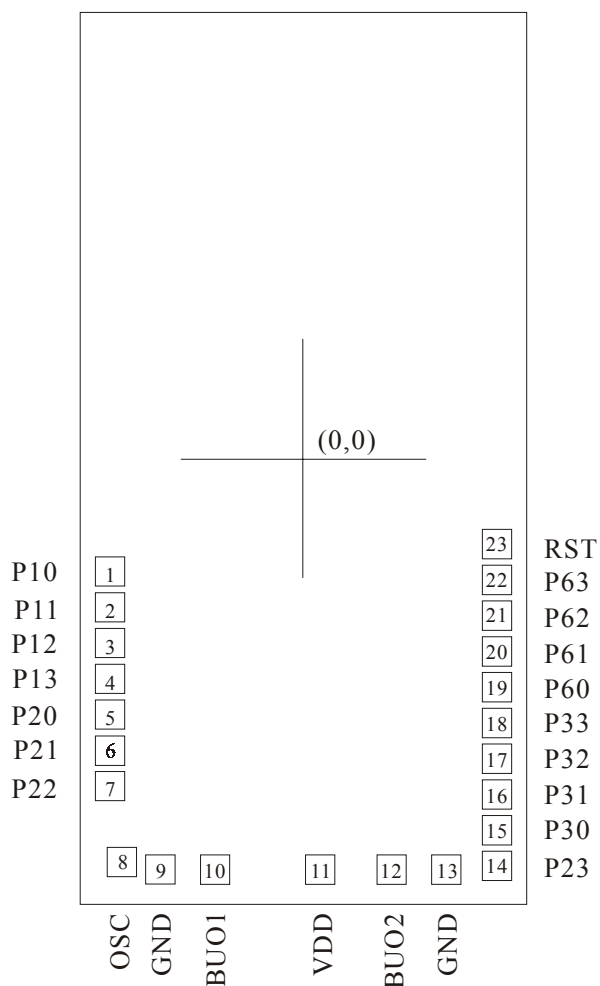 (0,0)
23 RST
P10 1 22 P63
P11 2 21 P62
P12 3 20 P61
P13 4 19 P60
P20 5 18 P33
P21 6 17 P32
P22 7 16 P31
15 P30
8 9 10 11 12 13 14 P23
OSC GND BUO1 VDD BUO2 GND